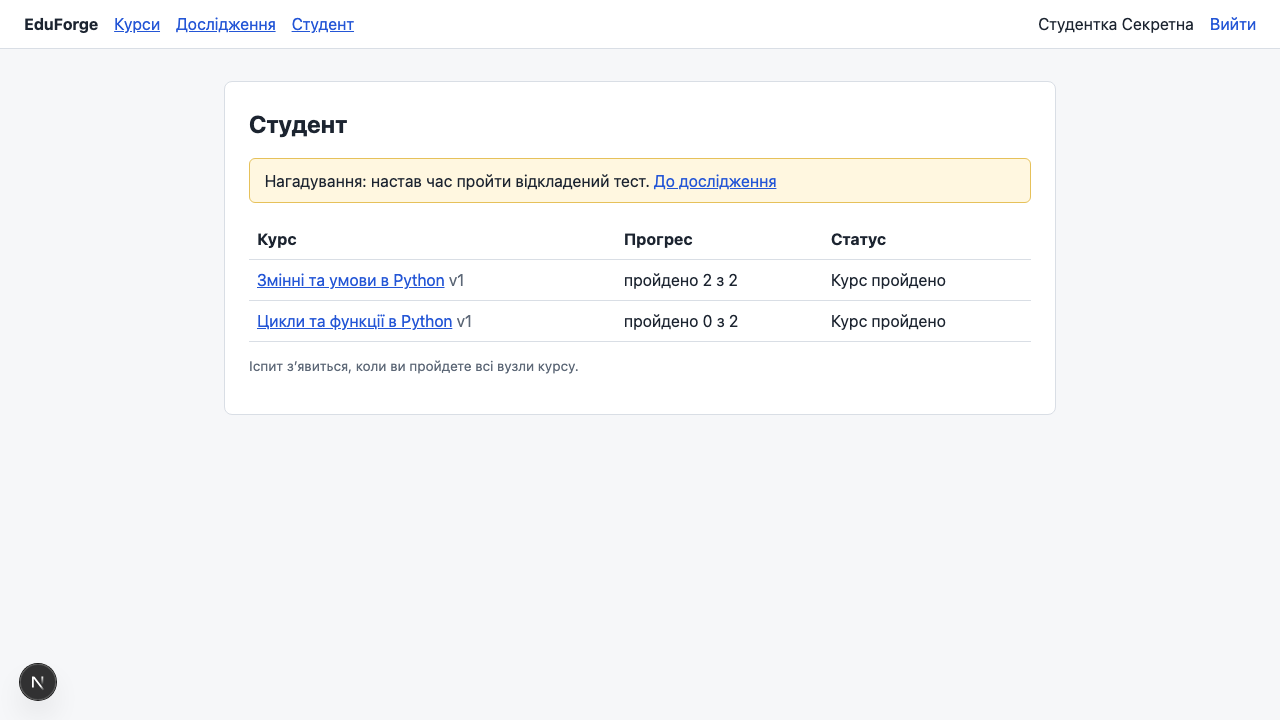 EduForge Курси Дослідження Студент Студентка Секретна Вийти
Студент
Нагадування: настав час пройти відкладений тест. До дослідження
Курс Прогрес Статус
Змінні та умови в Python v1 пройдено 2 з 2 Курс пройдено
Цикли та функції в Python v1 пройдено 0 з 2 Курс пройдено
Іспит з’явиться, коли ви пройдете всі вузли курсу.
N